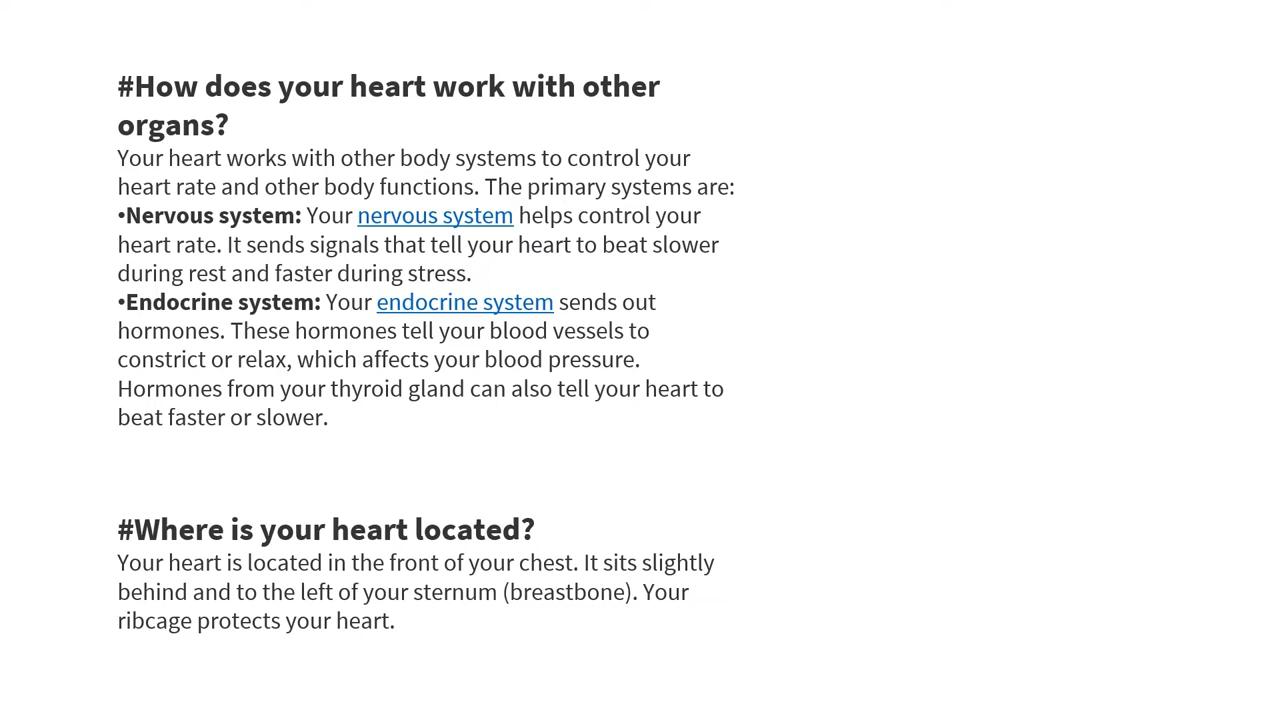 #How does your heart work with other
organs?
Your heart works with other body systems to control your
heart rate and other body functions. The primary systems are:
•Nervous system: Your nervous system helps control your
heart rate. It sends signals that tell your heart to beat slower
during rest and faster during stress.
•Endocrine system: Your endocrine system sends out
hormones. These hormones tell your blood vessels to
constrict or relax, which affects your blood pressure.
Hormones from your thyroid gland can also tell your heart to
beat faster or slower.
#Where is your heart located?
Your heart is located in the front of your chest. It sits slightly
behind and to the left of your sternum (breastbone). Your
ribcage protects your heart.